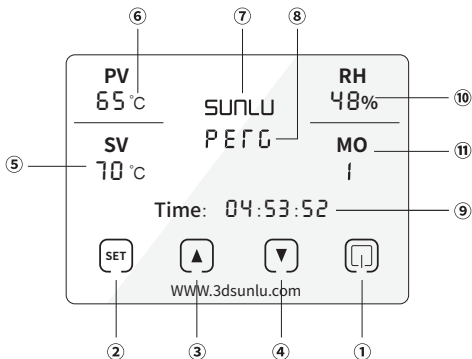 ⑥ ⑦ ⑧
PV RH
65°C SUNLU 48% ⑩
PETG
SV MO ⑪
⑤ 70°C 1
Time: 04:53:52 ⑨
SET ▲ ▼
WWW.3dsunlu.com
② ③ ④ ①